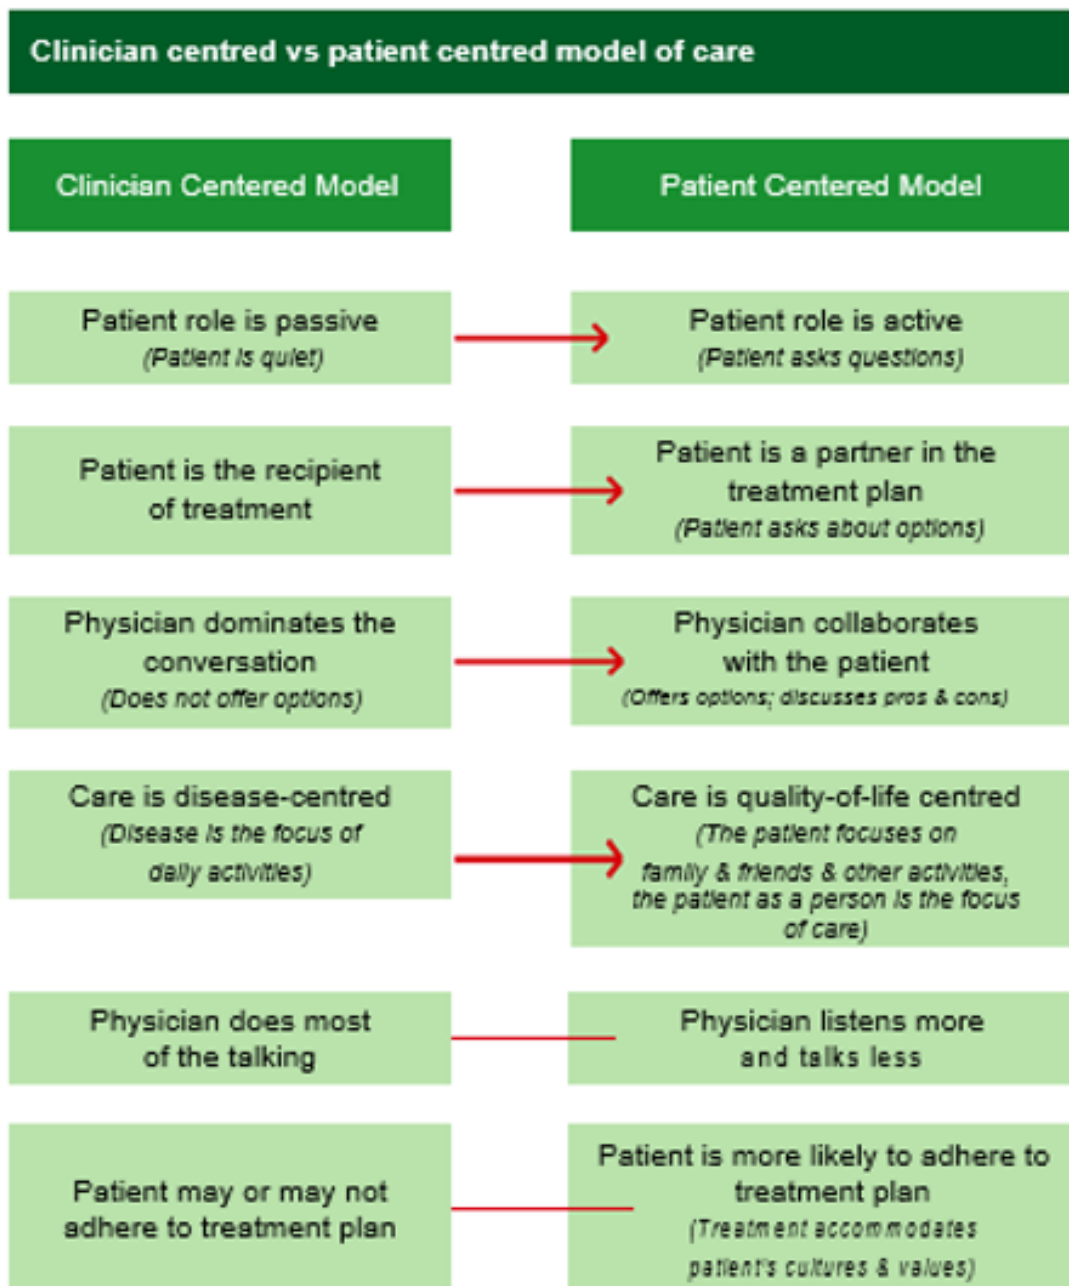 Clinician centred vs patient centred model of care
Clinician Centered Model
Patient Centered Model
Patient role is passive
(Patient is quiet)
Patient role is active
(Patient asks questions)
Patient is the recipient
of treatment
Patient is a partner in the
treatment plan
(Patient asks about options)
Physician dominates the
conversation
(Does not offer options)
Physician collaborates
with the patient
(Offers options; discusses pros & cons)
Care is disease-centred
(Disease is the focus of
daily activities)
Care is quality-of-life centred
(The patient focuses on
family & friends & other activities,
the patient as a person is the focus
of care)
Physician does most
of the talking
Physician listens more
and talks less
Patient may or may not
adhere to treatment plan
Patient is more likely to adhere to
treatment plan
(Treatment accommodates
patient's cultures & values)